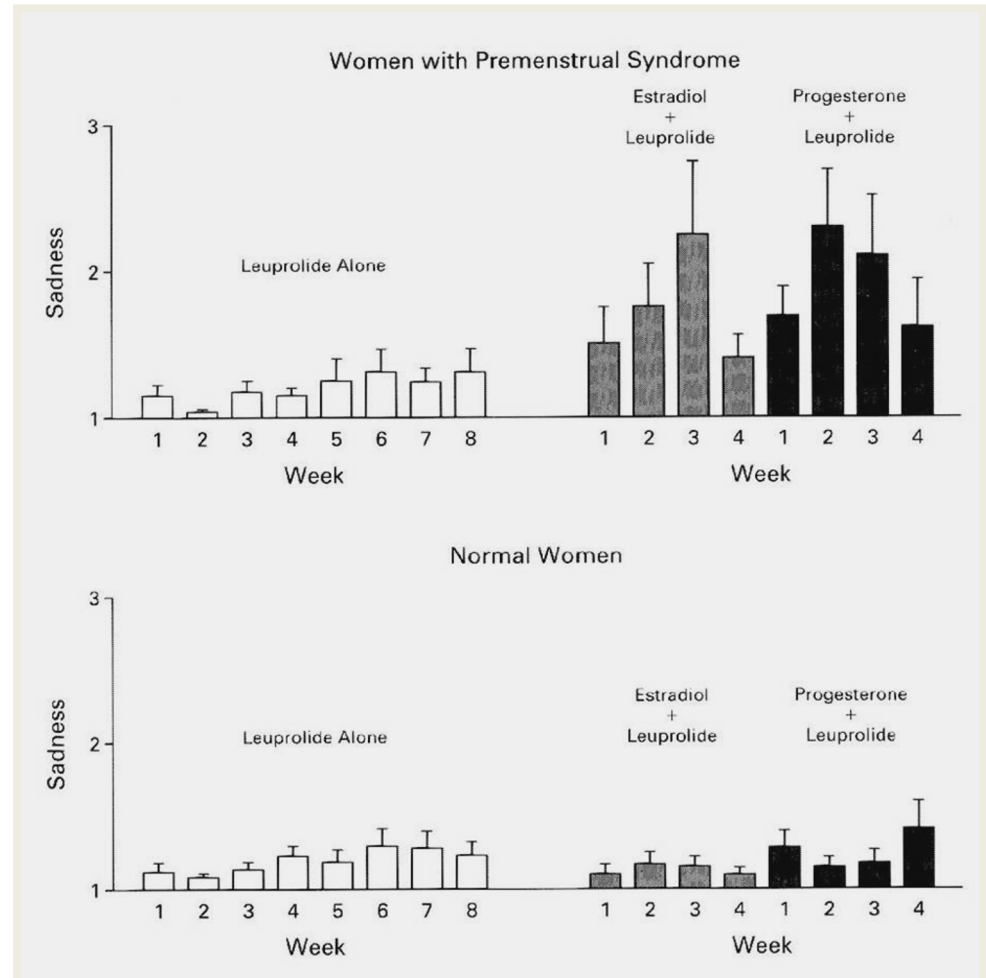 Women with Premenstrual Syndrome
Estradiol
+
Leuprolide
Progesterone
+
Leuprolide
3
2
1
Sadness
Leuprolide Alone
1 2 3 4 5 6 7 8
Week
1 2 3 4 1 2 3 4
Week
Normal Women
3
2
1
Sadness
Leuprolide Alone
Estradiol
+
Leuprolide
Progesterone
+
Leuprolide
1 2 3 4 5 6 7 8
Week
1 2 3 4 1 2 3 4
Week